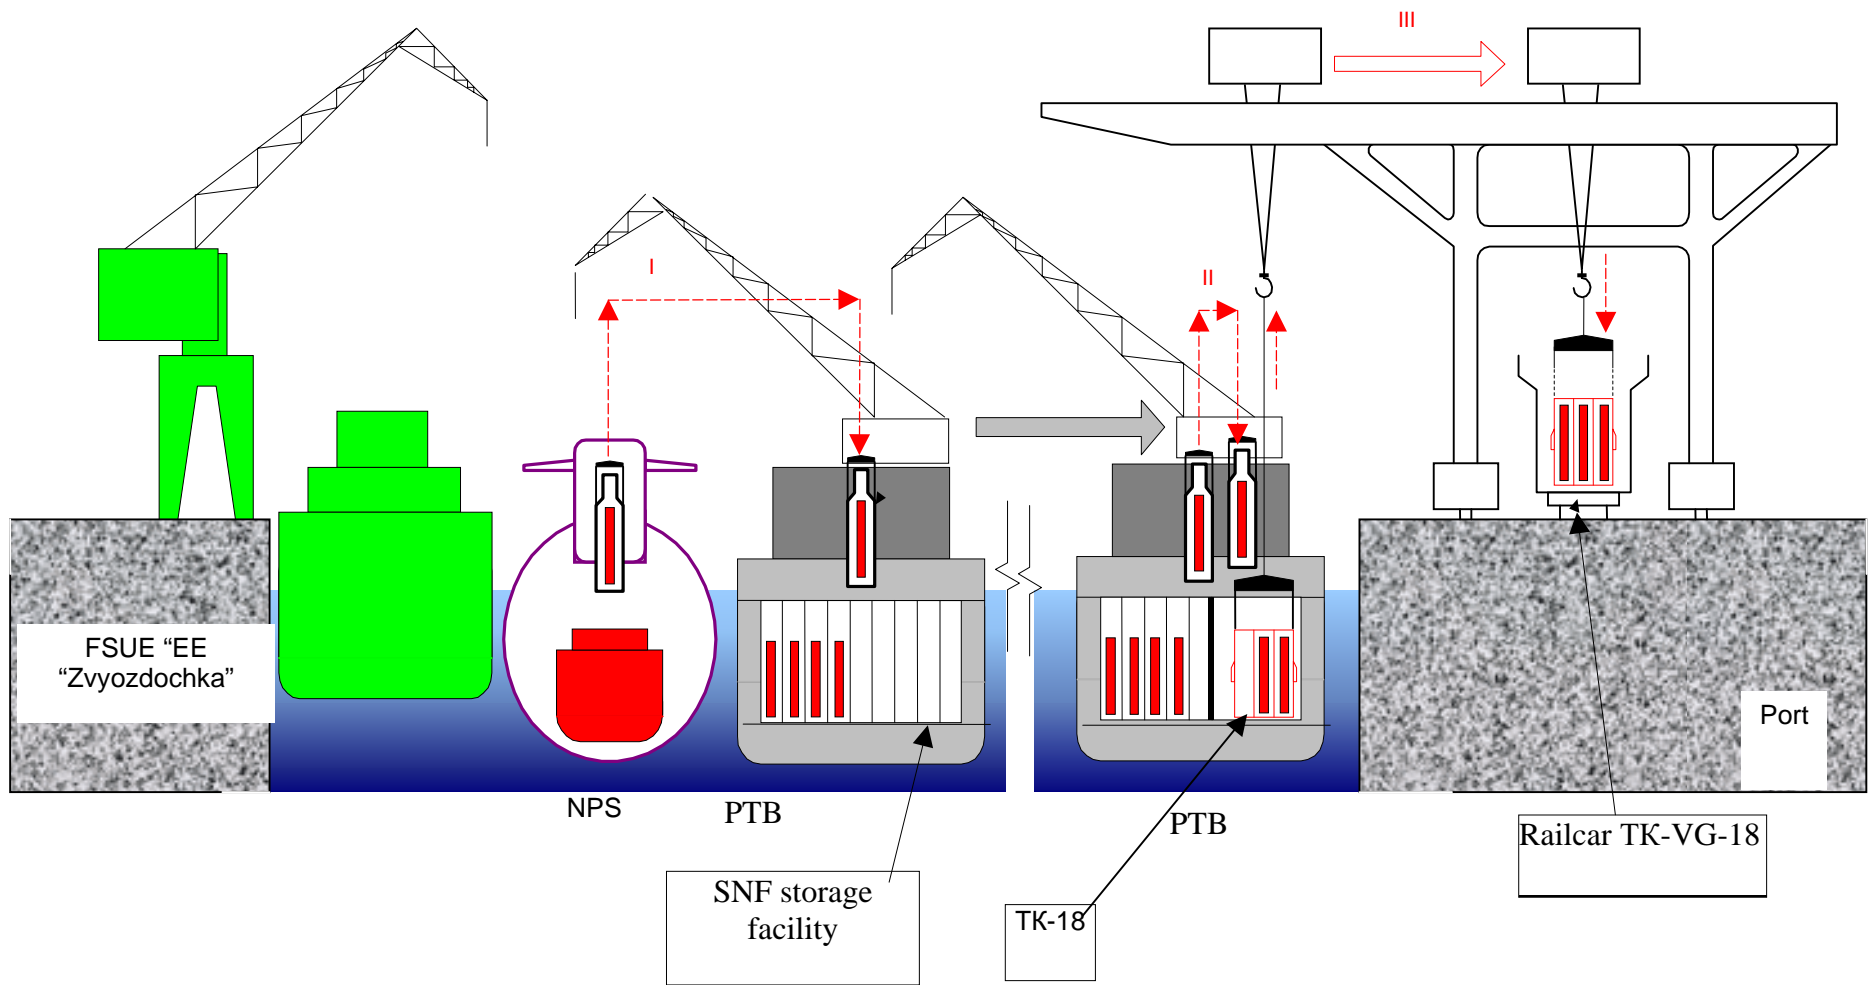 III
I
II
FSUE “EE
“Zvyozdochka”
Port
NPS
PTB
PTB
Railcar TK-VG-18
SNF storage
facility
TK-18